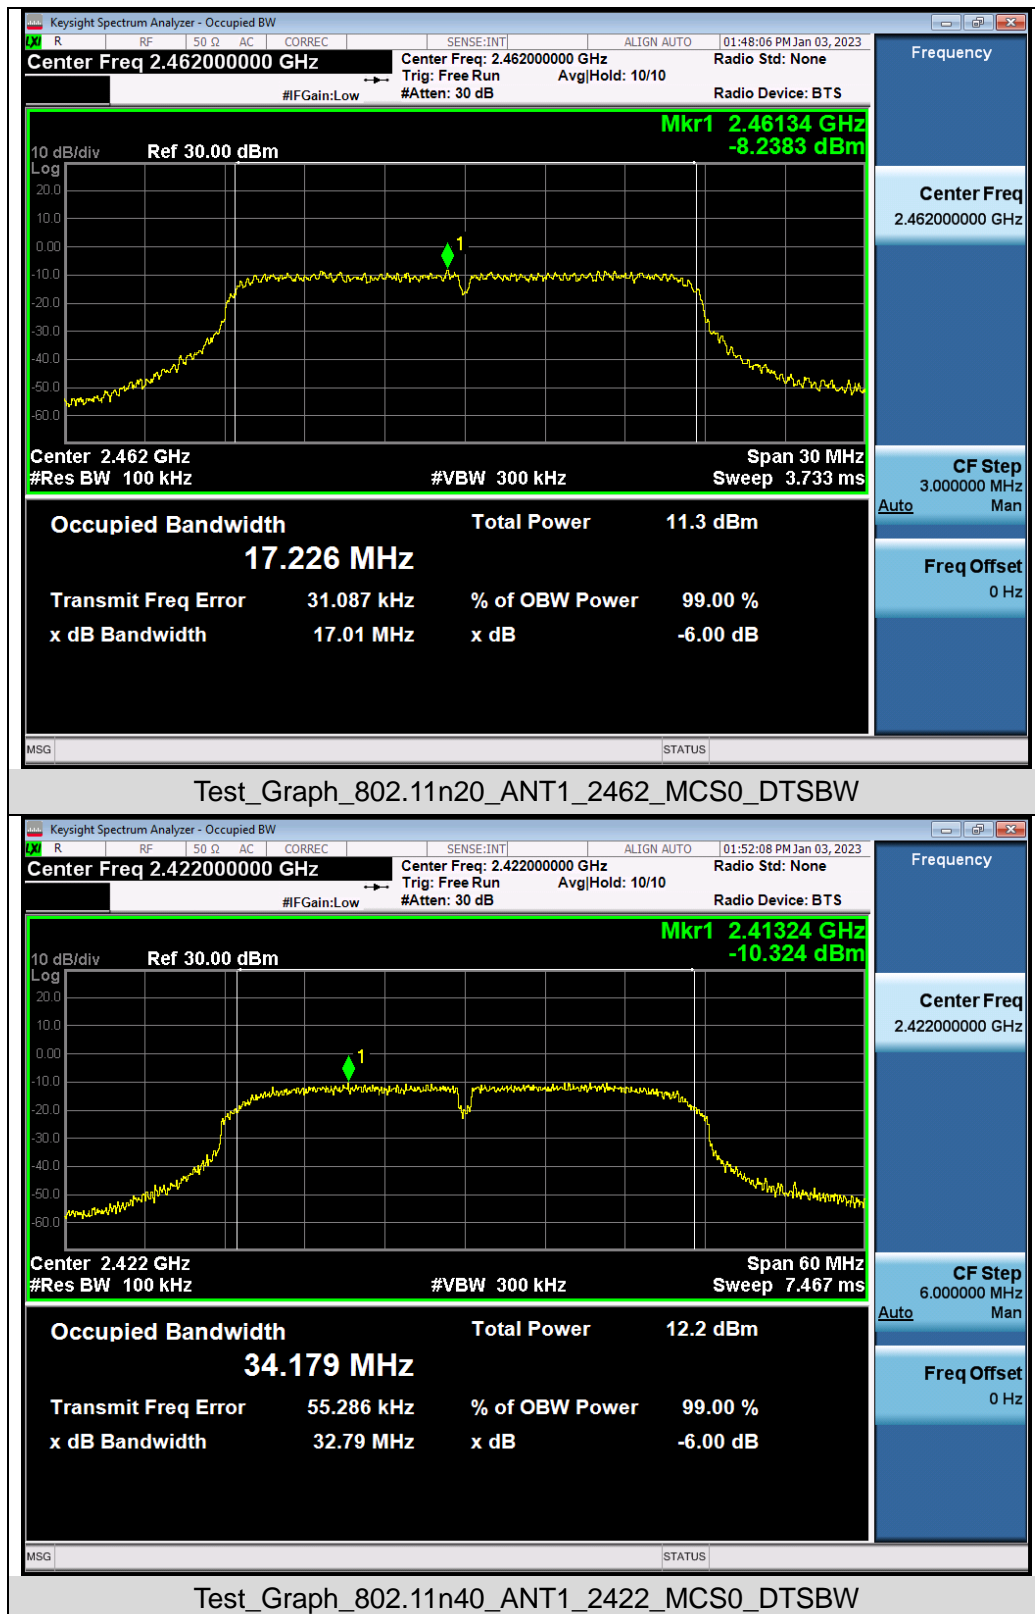 Keysight Spectrum Analyzer - Occupied BW
LXI R RF 50 Ω AC CORREC SENSE:INT ALIGN AUTO 01:48:06 PM Jan 03, 2023
Center Freq 2.462000000 GHz
Center Freq: 2.462000000 GHz
Radio Std: None
Trig: Free Run Avg|Hold: 10/10
#IFGain:Low
#Atten: 30 dB
Radio Device: BTS
Mkr1 2.46134 GHz
-8.2383 dBm
10 dB/div Ref 30.00 dBm
Log
20.0
10.0
0.00
-10.0
-20.0
-30.0
-40.0
-50.0
-60.0
1
Center 2.462 GHz Span 30 MHz
#Res BW 100 kHz #VBW 300 kHz Sweep 3.733 ms
Occupied Bandwidth Total Power 11.3 dBm
17.226 MHz
Transmit Freq Error 31.087 kHz % of OBW Power 99.00 %
x dB Bandwidth 17.01 MHz x dB -6.00 dB
MSG STATUS
Frequency
Center Freq
2.462000000 GHz
CF Step
3.000000 MHz
Auto Man
Freq Offset
0 Hz
Test_Graph_802.11n20_ANT1_2462_MCS0_DTSBW
Keysight Spectrum Analyzer - Occupied BW
LXI R RF 50 Ω AC CORREC SENSE:INT ALIGN AUTO 01:52:08 PM Jan 03, 2023
Center Freq 2.422000000 GHz
Center Freq: 2.422000000 GHz
Radio Std: None
Trig: Free Run Avg|Hold: 10/10
#IFGain:Low
#Atten: 30 dB
Radio Device: BTS
Mkr1 2.41324 GHz
-10.324 dBm
10 dB/div Ref 30.00 dBm
Log
20.0
10.0
0.00
-10.0
-20.0
-30.0
-40.0
-50.0
-60.0
1
Center 2.422 GHz Span 60 MHz
#Res BW 100 kHz #VBW 300 kHz Sweep 7.467 ms
Occupied Bandwidth Total Power 12.2 dBm
34.179 MHz
Transmit Freq Error 55.286 kHz % of OBW Power 99.00 %
x dB Bandwidth 32.79 MHz x dB -6.00 dB
MSG STATUS
Frequency
Center Freq
2.422000000 GHz
CF Step
6.000000 MHz
Auto Man
Freq Offset
0 Hz
Test_Graph_802.11n40_ANT1_2422_MCS0_DTSBW